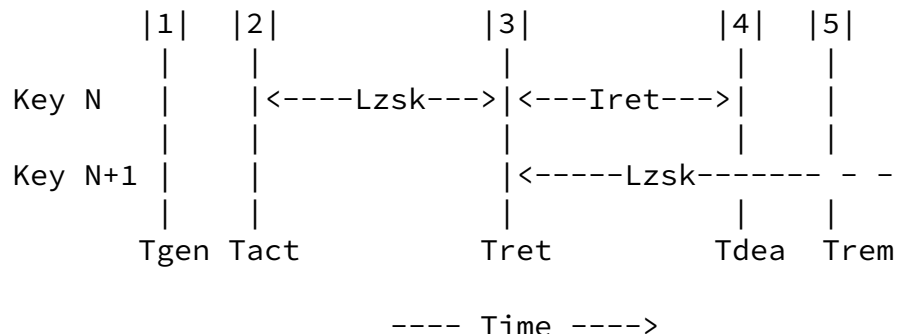 |1| |2| |3| |4| |5|
| | | | |
Key N | |<----Lzsk--->|<---Iret--->| |
| | | | |
Key N+1 | | |<-----Lzsk------- - -
| | | | |
Tgen Tact Tret Tdea Trem
---- Time ---->